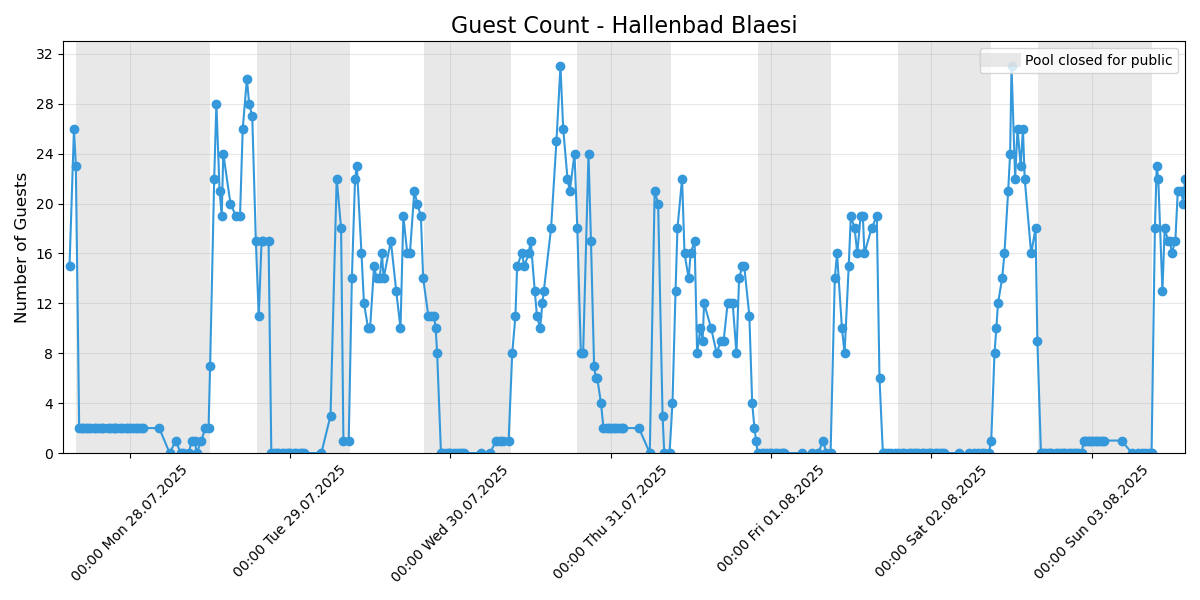 Guest Count - Hallenbad Blaesi
Pool closed for public
Number of Guests
32
28
24
20
16
12
8
4
0
00:00 Mon 28.07.2025
00:00 Tue 29.07.2025
00:00 Wed 30.07.2025
00:00 Thu 31.07.2025
00:00 Fri 01.08.2025
00:00 Sat 02.08.2025
00:00 Sun 03.08.2025